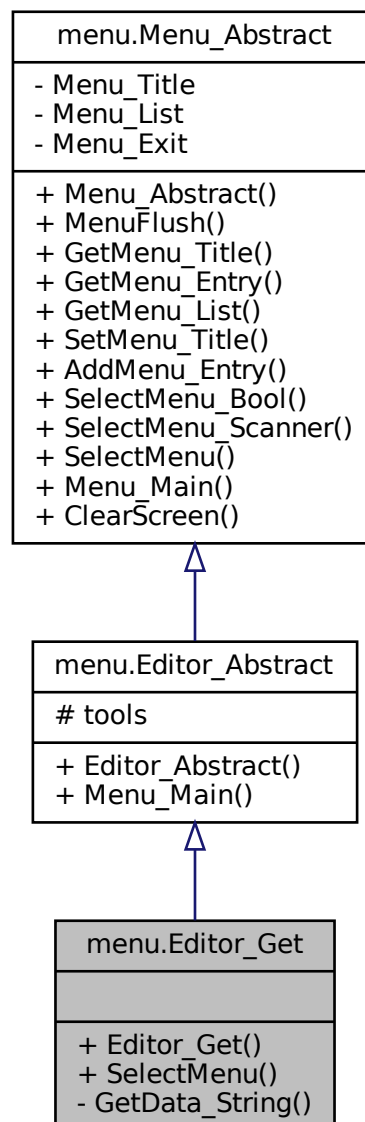 menu.Menu_Abstract
- Menu_Title
- Menu_List
- Menu_Exit
+ Menu_Abstract()
+ MenuFlush()
+ GetMenu_Title()
+ GetMenu_Entry()
+ GetMenu_List()
+ SetMenu_Title()
+ AddMenu_Entry()
+ SelectMenu_Bool()
+ SelectMenu_Scanner()
+ SelectMenu()
+ Menu_Main()
+ ClearScreen()
menu.Editor_Abstract
# tools
+ Editor_Abstract()
+ Menu_Main()
menu.Editor_Get
+ Editor_Get()
+ SelectMenu()
- GetData_String()